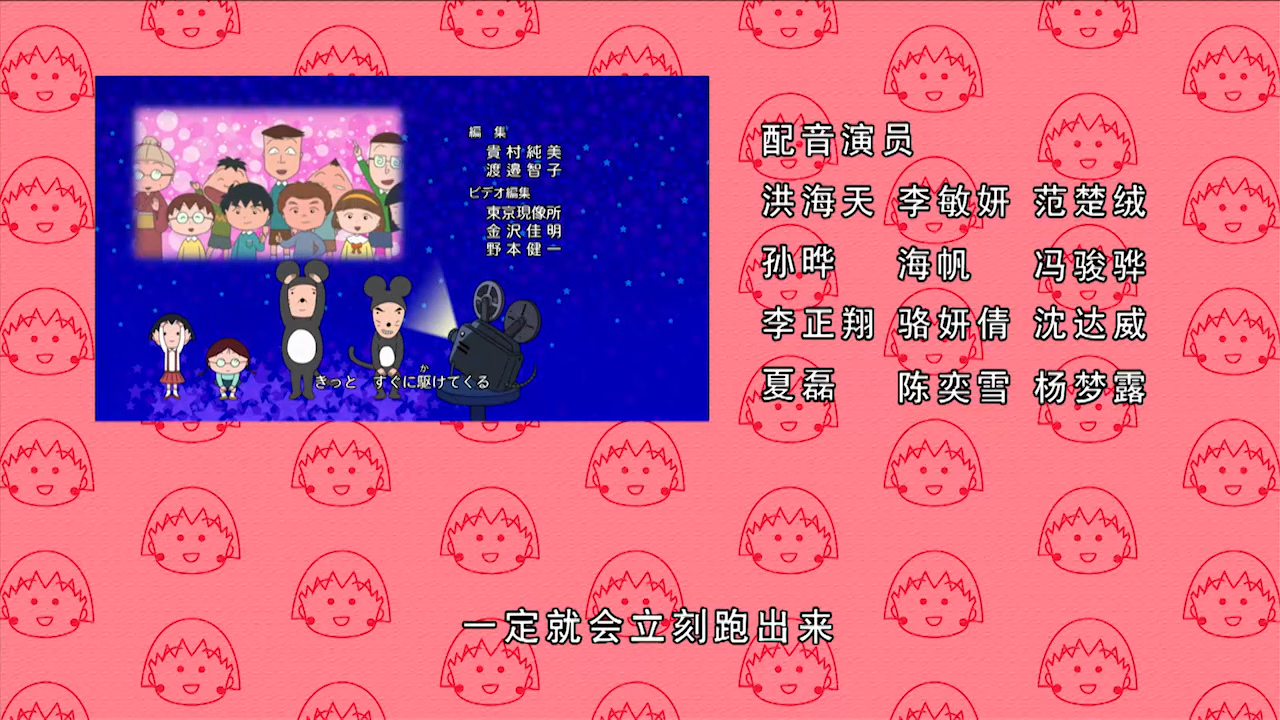 編 集
貴村純美
渡邉智子
ビデオ編集
東京現像所
金沢佳明
野本健一
か
きっと すぐに駆けてくる
配音演员
洪海天 李敏妍 范楚绒
孙晔 海帆 冯骏骅
李正翔 骆妍倩 沈达威
夏磊 陈奕雪 杨梦露
一定就会立刻跑出来